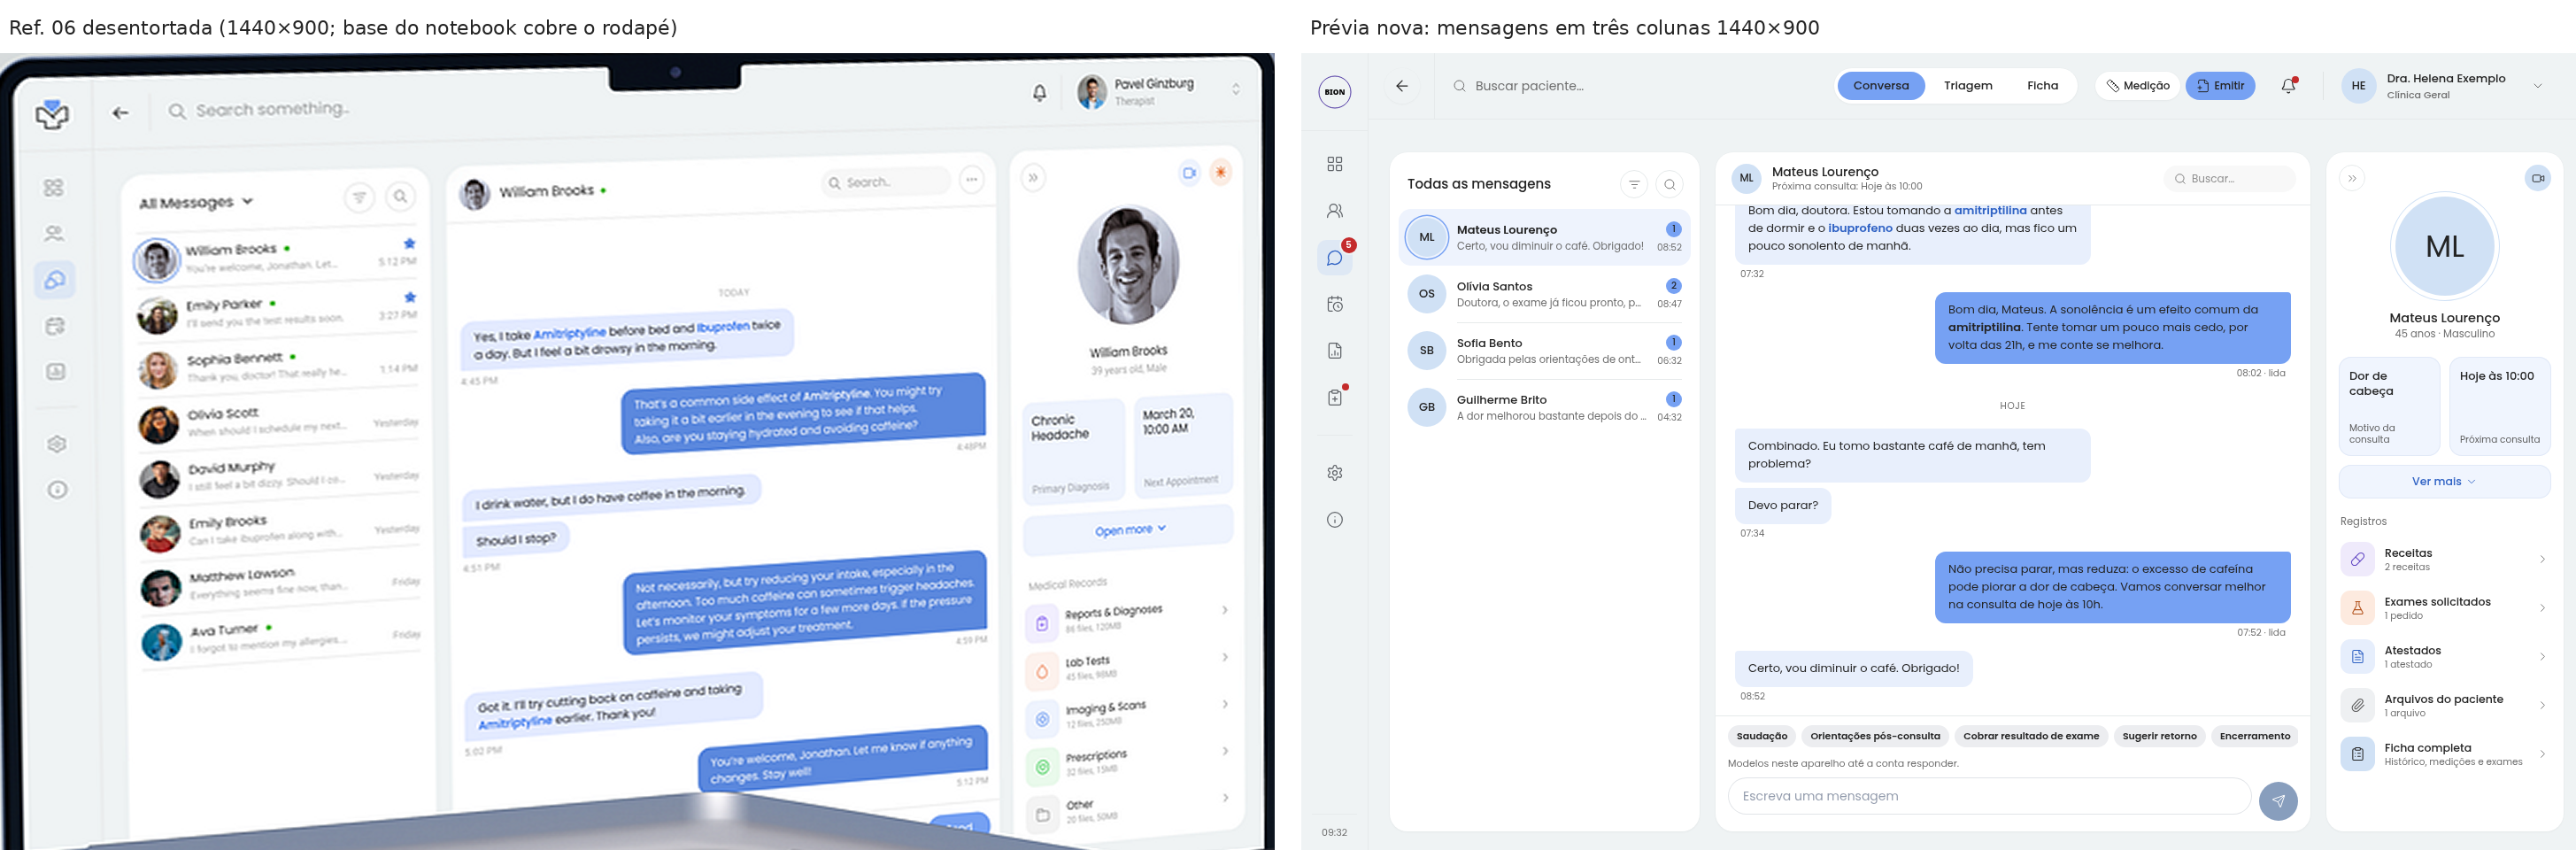 Ref. 06 desentortada (1440×900; base do notebook cobre o rodapé)
Search something..
Pavel Ginzburg
Therapist
All Messages
William Brooks
You're welcome, Jonathan. Let...
5:12 PM
Emily Parker
I'll send you the test results soon.
3:27 PM
Sophia Bennett
Thank you, doctor! That really he...
1:14 PM
Olivia Scott
When should I schedule my next...
Yesterday
David Murphy
I still feel a bit dizzy. Should I co...
Yesterday
Emily Brooks
Can I take ibuprofen along with...
Yesterday
Matthew Lawson
Everything seems fine now, than...
Friday
Ava Turner
I forgot to mention my allergies...
Friday
William Brooks
Search..
TODAY
Yes, I take Amitriptyline before bed and Ibuprofen twice
a day. But I feel a bit drowsy in the morning.
4:45 PM
That's a common side effect of Amitriptyline. You might try
taking it a bit earlier in the evening to see if that helps.
Also, are you staying hydrated and avoiding caffeine?
4:48PM
I drink water, but I do have coffee in the morning.
Should I stop?
4:51 PM
Not necessarily, but try reducing your intake, especially in the
afternoon. Too much caffeine can sometimes trigger headaches.
Let's monitor your symptoms for a few more days. If the pressure
persists, we might adjust your treatment.
4:59 PM
Got it. I'll try cutting back on caffeine and taking
Amitriptyline earlier. Thank you!
5:02 PM
You're welcome, Jonathan. Let me know if anything
changes. Stay well!
5:12 PM
William Brooks
39 years old, Male
Chronic
Headache
Primary Diagnosis
March 20,
10:00 AM
Next Appointment
Open more
Medical Records
Reports & Diagnoses
86 files, 120MB
Lab Tests
45 files, 98MB
Imaging & Scans
12 files, 250MB
Prescriptions
32 files, 15MB
Other
20 files, 50MB
Prévia nova: mensagens em três colunas 1440×900
BION
Buscar paciente...
Conversa
Triagem
Ficha
Medição
Emitir
HE
Dra. Helena Exemplo
Clínica Geral
5
09:32
Todas as mensagens
ML
Mateus Lourenço
1
Certo, vou diminuir o café. Obrigado!
08:52
OS
Olívia Santos
2
Doutora, o exame já ficou pronto, p...
08:47
SB
Sofia Bento
1
Obrigada pelas orientações de ont...
06:32
GB
Guilherme Brito
1
A dor melhorou bastante depois do ...
04:32
ML
Mateus Lourenço
Próxima consulta: Hoje às 10:00
Buscar...
Bom dia, doutora. Estou tomando a amitriptilina antes
de dormir e o ibuprofeno duas vezes ao dia, mas fico um
pouco sonolento de manhã.
07:32
Bom dia, Mateus. A sonolência é um efeito comum da
amitriptilina. Tente tomar um pouco mais cedo, por
volta das 21h, e me conte se melhora.
08:02 · lida
HOJE
Combinado. Eu tomo bastante café de manhã, tem
problema?
Devo parar?
07:34
Não precisa parar, mas reduza: o excesso de cafeína
pode piorar a dor de cabeça. Vamos conversar melhor
na consulta de hoje às 10h.
07:52 · lida
Certo, vou diminuir o café. Obrigado!
08:52
Saudação
Orientações pós-consulta
Cobrar resultado de exame
Sugerir retorno
Encerramento
Modelos neste aparelho até a conta responder.
Escreva uma mensagem
ML
Mateus Lourenço
45 anos · Masculino
Dor de
cabeça
Motivo da
consulta
Hoje às 10:00
Próxima consulta
Ver mais
Registros
Receitas
2 receitas
Exames solicitados
1 pedido
Atestados
1 atestado
Arquivos do paciente
1 arquivo
Ficha completa
Histórico, medições e exames